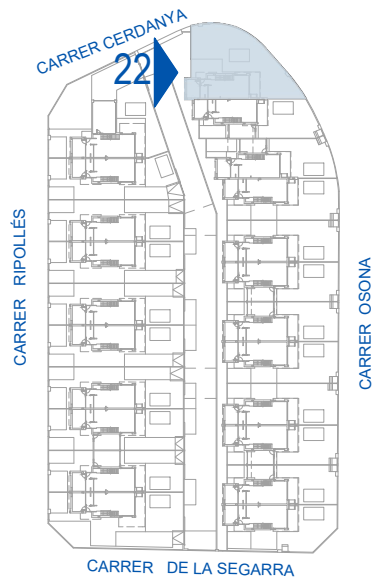 CARRER CERDANYA
22
CARRER RIPOLLÉS
CARRER OSONA
CARRER DE LA SEGARRA